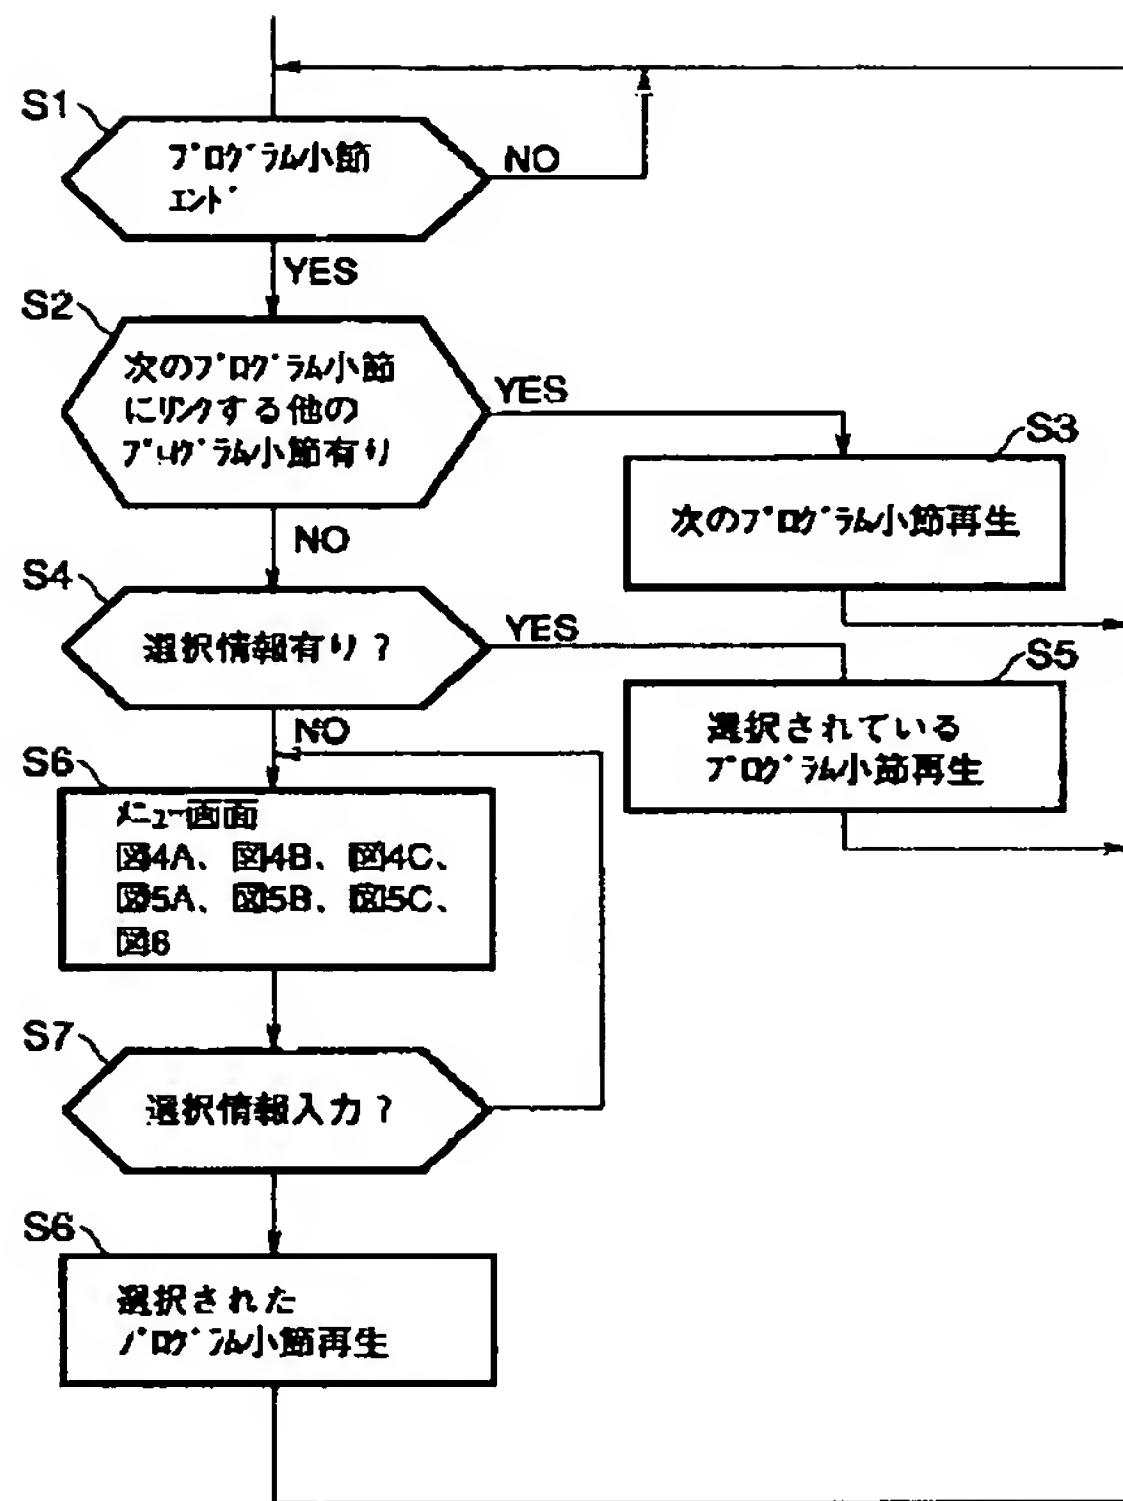 S1
プログラム小節
エンド
NO
YES
S2
次のプログラム小節
にリンクする他の
プログラム小節有り
YES
S3
次のプログラム小節再生
NO
S4
選択情報有り?
YES
S5
選択されている
プログラム小節再生
NO
S6
メニュー画面
図4A、図4B、図4C、
図5A、図5B、図5C、
図6
S7
選択情報入力?
S6
選択された
プログラム小節再生